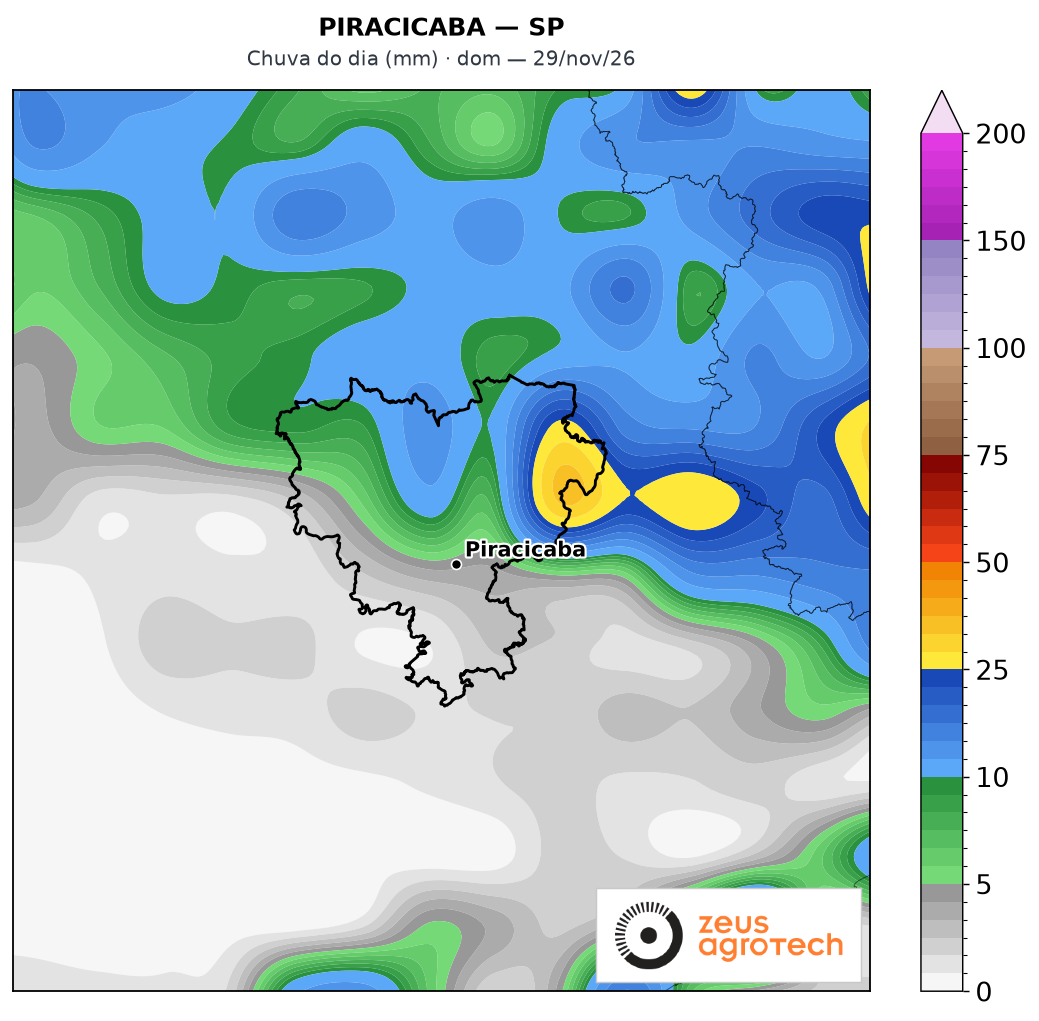 PIRACICABA — SP
Chuva do dia (mm) · dom — 29/nov/26
200
150
100
75
50
25
10
5
0
Piracicaba
zeus
agrotech